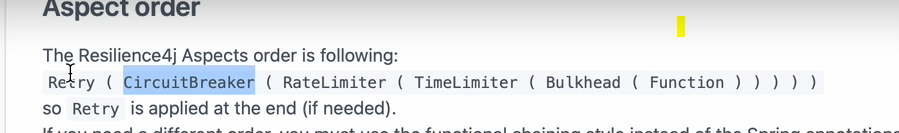 Aspect order
The Resilience4j Aspects order is following:
Retry ( CircuitBreaker ( RateLimiter ( TimeLimiter ( Bulkhead ( Function ) ) ) ) )
so Retry is applied at the end (if needed).
If you need a different order, you must use the functional chaining style instead of the Spring annotations